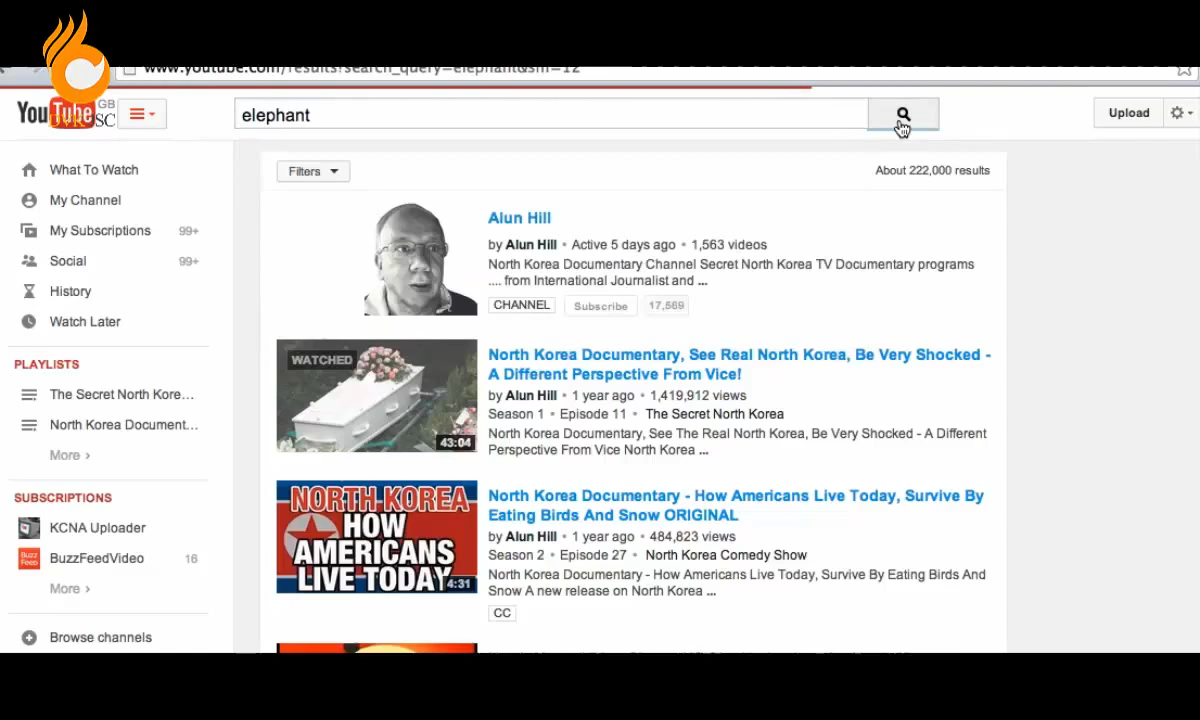 www.youtube.com/results?search_query=elephant&sm=12
YouTube GB
DVR SC
elephant
Upload
What To Watch
My Channel
My Subscriptions 99+
Social 99+
History
Watch Later
PLAYLISTS
The Secret North Kore...
North Korea Document...
More ›
SUBSCRIPTIONS
KCNA Uploader
BuzzFeedVideo 16
More ›
Browse channels
Filters
About 222,000 results
Alun Hill
by Alun Hill • Active 5 days ago • 1,563 videos
North Korea Documentary Channel Secret North Korea TV Documentary programs
.... from International Journalist and ...
CHANNEL Subscribe 17,569
WATCHED
43:04
North Korea Documentary, See Real North Korea, Be Very Shocked -
A Different Perspective From Vice!
by Alun Hill • 1 year ago • 1,419,912 views
Season 1 • Episode 11 • The Secret North Korea
North Korea Documentary, See The Real North Korea, Be Very Shocked - A Different
Perspective From Vice North Korea ...
NORTH KOREA
HOW
AMERICANS
LIVE TODAY
4:31
North Korea Documentary - How Americans Live Today, Survive By
Eating Birds And Snow ORIGINAL
by Alun Hill • 1 year ago • 484,823 views
Season 2 • Episode 27 • North Korea Comedy Show
North Korea Documentary - How Americans Live Today, Survive By Eating Birds And
Snow A new release on North Korea ...
CC